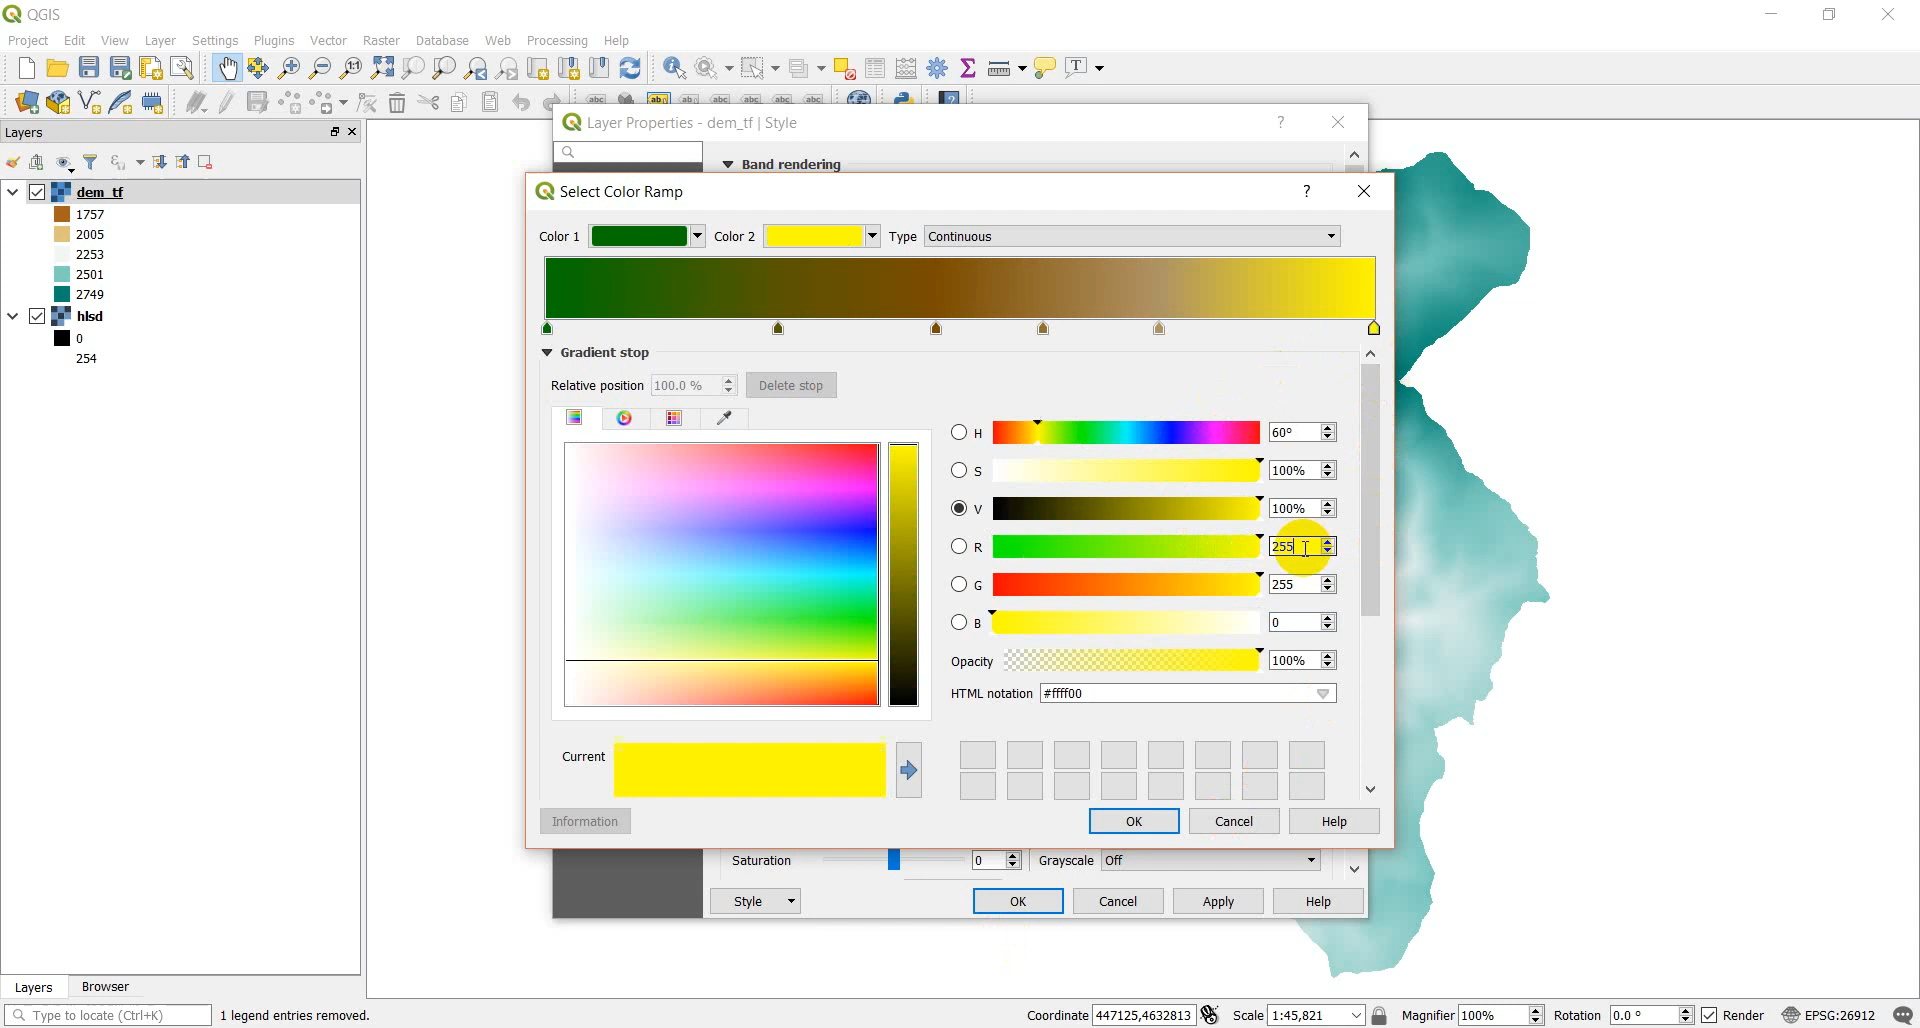 QGIS
Project Edit View Layer Settings Plugins Vector Raster Database Web Processing Help
Layers
dem_tf
1757
2005
2253
2501
2749
hlsd
0
254
Layer Properties - dem_tf | Style
Band rendering
Select Color Ramp
Color 1 Color 2 Type Continuous
Gradient stop
Relative position 100.0 % Delete stop
H 60°
S 100%
V 100%
R 255
G 255
B 0
Opacity 100%
HTML notation #ffff00
Current
Information OK Cancel Help
Saturation 0 Grayscale Off
Style OK Cancel Apply Help
Layers Browser
Type to locate (Ctrl+K) 1 legend entries removed. Coordinate 447125,4632813 Scale 1:45,821 Magnifier 100% Rotation 0.0 ° Render EPSG:26912